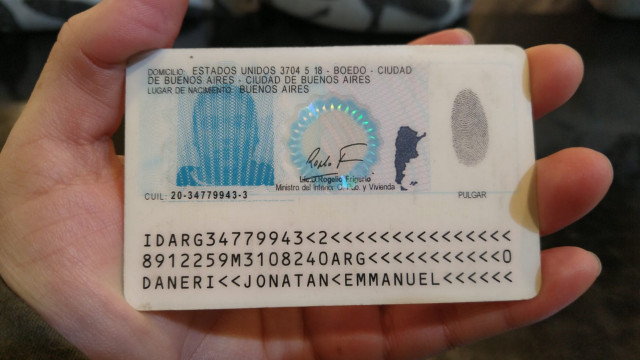 DOMICILIO: ESTADOS UNIDOS 3704 5 18 - BOEDO - CIUDAD
DE BUENOS AIRES - CIUDAD DE BUENOS AIRES
LUGAR DE NACIMIENTO: BUENOS AIRES
Lic. Rogelio Frigerio
Ministro del Interior, O. Púb. y Vivienda
CUIL: 20-34779943-3
PULGAR
IDARG34779943<2<<<<<<<<<<<<<<<
8912259M3108240ARG<<<<<<<<<<<0
DANERI<<JONATAN<EMMANUEL<<<<<<